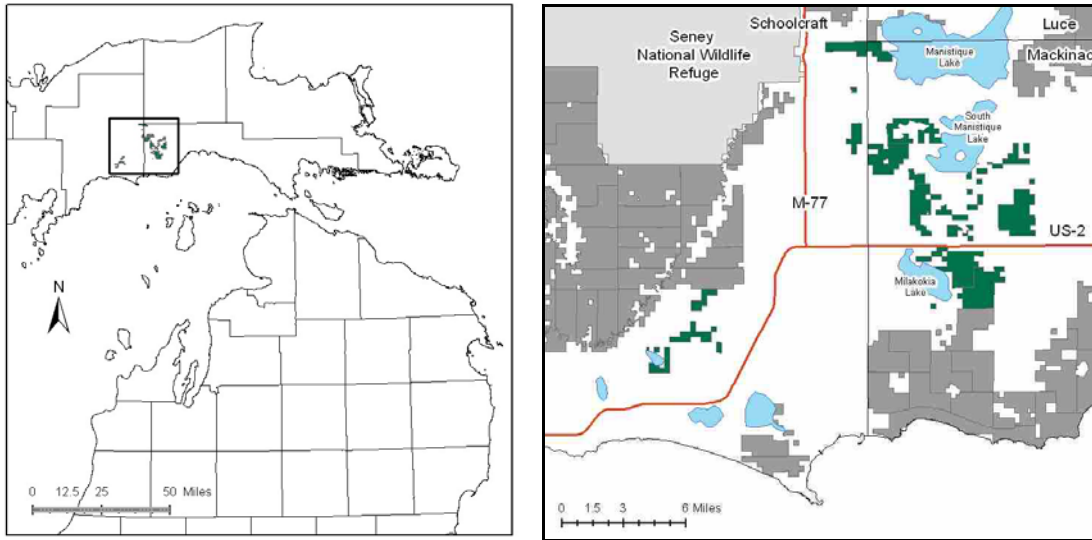 N
0 12.5 25 50 Miles
Schoolcraft
Luce
Seney
National Wildlife
Refuge
Manistique
Lake
Mackinac
South
Manistique
Lake
M-77
US-2
Milakokia
Lake
0 1.5 3 6 Miles